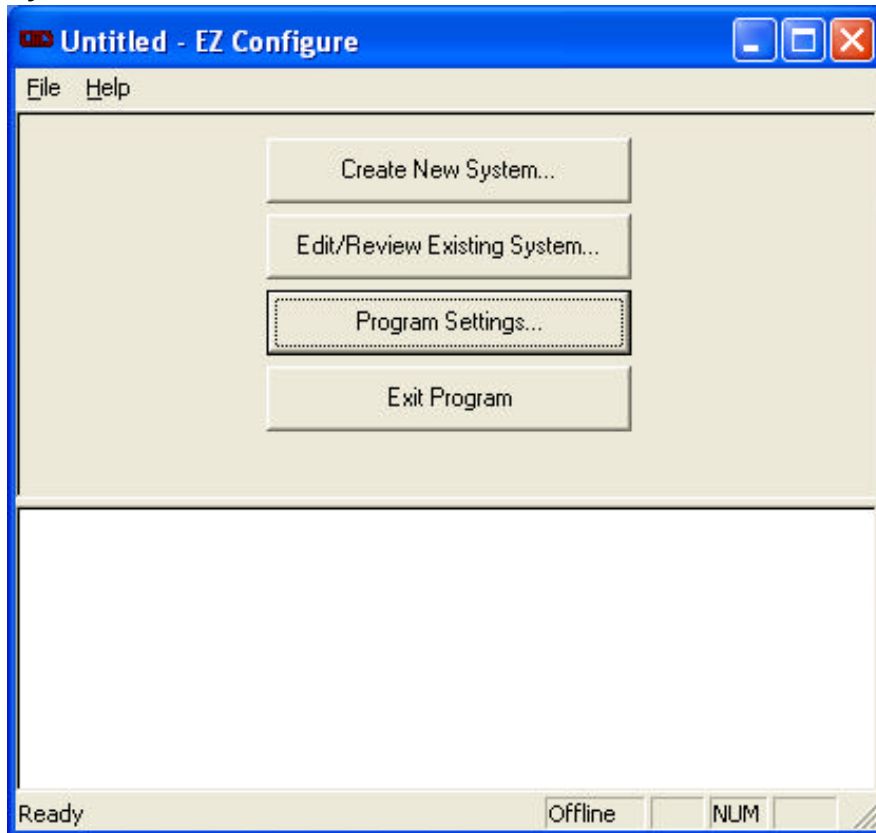 Untitled - EZ Configure
File Help
Create New System...
Edit/Review Existing System...
Program Settings...
Exit Program
Ready Offline NUM